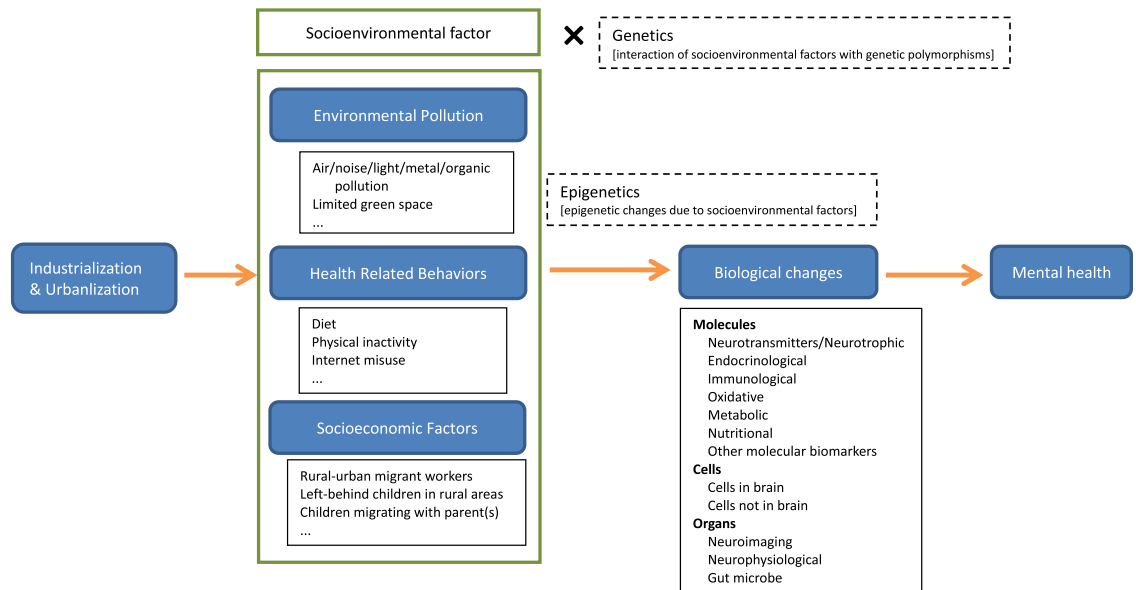 Socioenvironmental factor
×
Genetics
[interaction of socioenvironmental factors with genetic polymorphisms]
Environmental Pollution
Air/noise/light/metal/organic
pollution
Limited green space
...
Epigenetics
[epigenetic changes due to socioenvironmental factors]
Industrialization
& Urbanlization
Health Related Behaviors
Biological changes
Mental health
Diet
Physical inactivity
Internet misuse
...
Socioeconomic Factors
Rural-urban migrant workers
Left-behind children in rural areas
Children migrating with parent(s)
...
Molecules
Neurotransmitters/Neurotrophic
Endocrinological
Immunological
Oxidative
Metabolic
Nutritional
Other molecular biomarkers
Cells
Cells in brain
Cells not in brain
Organs
Neuroimaging
Neurophysiological
Gut microbe